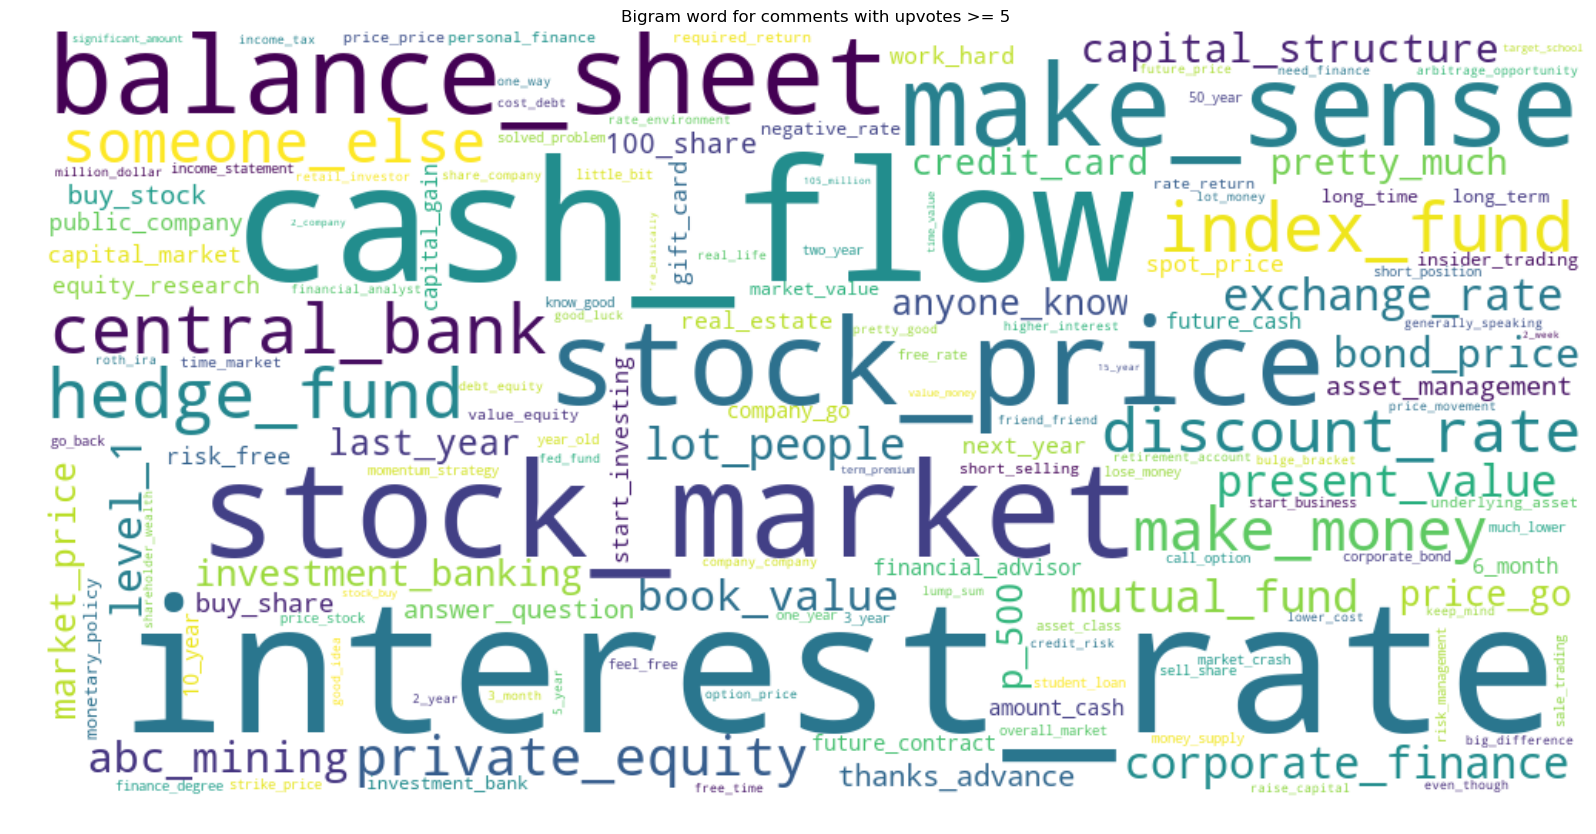 Bigram word for comments with upvotes >= 5
significant_amount
income_tax
price_price
personal_finance
required_return
balance_sheet
work_hard
capital_structure
target_school
one_way
future_price
need_finance
arbitrage_opportunity
cost_debt
50_year
make_sense
someone_else
rate_environment
solved_problem
100_share
negative_rate
million_dollar
income_statement
retail_investor
share_company
little_bit
credit_card
pretty_much
105_million
rate_return
lot_money
long_time
long_term
buy_stock
public_company
2_company
cash_flow
capital_gain
gift_card
're_basically
time_value
index_fund
capital_market
real_life
two_year
spot_price
insider_trading
short_position
equity_research
financial_analyst
market_value
know_good
good_luck
anyone_know
exchange_rate
central_bank
real_estate
pretty_good
higher_interest
future_cash
generally_speaking
2_week
roth_ira
time_market
stock_price
free_rate
15_year
bond_price
hedge_fund
debt_equity
start_investing
value_money
asset_management
value_equity
company_go
friend_friend
price_movement
go_back
level_1
risk_free
last_year
year_old
fed_fund
lot_people
next_year
discount_rate
momentum_strategy
term_premium
short_selling
retirement_account
bulge_bracket
lose_money
market_price
shareholder_wealth
stock_market
present_value
start_business
underlying_asset
make_money
much_lower
investment_banking
company_company
financial_advisor
call_option
corporate_bond
6_month
monetary_policy
buy_share
stock_buy
answer_question
book_value
lump_sum
p_500
mutual_fund
price_go
10_year
price_stock
one_year
3_year
asset_class
lower_cost
keep_mind
good_idea
interest_rate
feel_free
credit_risk
market_crash
sell_share
risk_management
sale_trading
2_year
3_month
5_year
option_price
student_loan
amount_cash
overall_market
abc_mining
private_equity
future_contract
money_supply
big_difference
finance_degree
strike_price
investment_bank
free_time
thanks_advance
corporate_finance
raise_capital
even_though